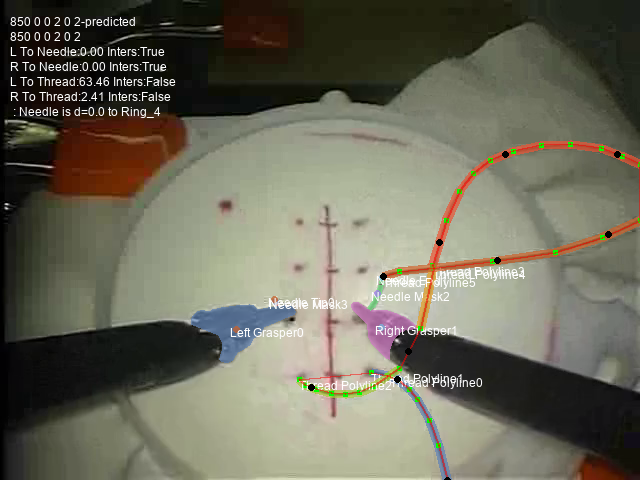 850 0 0 2 0 2-predicted
850 0 0 2 0 2
L To Needle:0.00 Inters:True
R To Needle:0.00 Inters:True
L To Thread:63.46 Inters:False
R To Thread:2.41 Inters:False
: Needle is d=0.0 to Ring_4
Thread Polyline3
Thread Polyline4
Thread Polyline5
Needle Mask2
Needle Mask3
Left Grasper0
Right Grasper1
Thread Polyline1
Thread Polyline2
Thread Polyline0